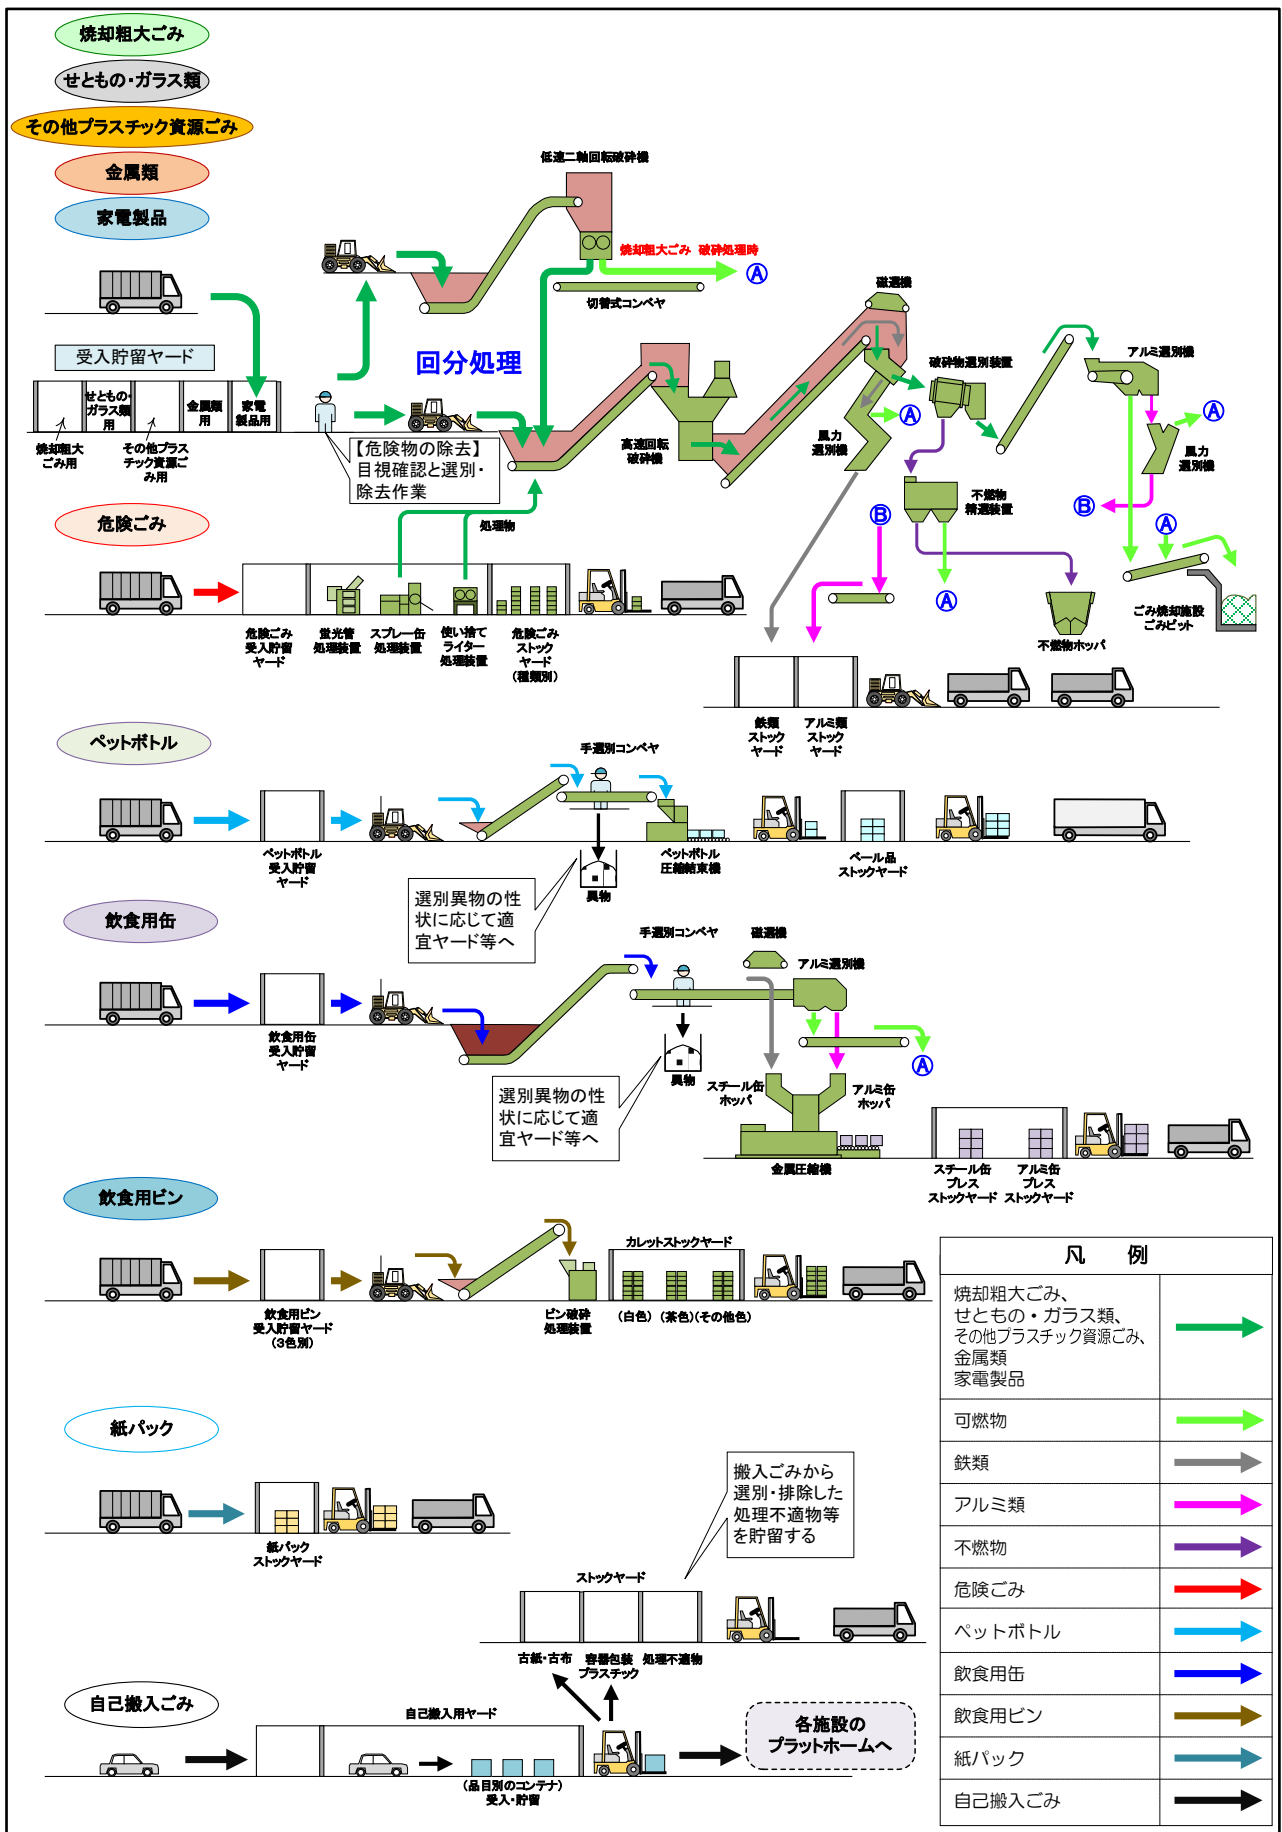 焼却粗大ごみ
せともの・ガラス類
その他プラスチック資源ごみ
金属類
家電製品
低速二軸回転破砕機
焼却粗大ごみ 破砕処理時
Ⓐ
切替式コンベヤ
受入貯留ヤード
焼却粗大
ごみ用
せともの・
ガラス類
用
その他プラス
チック資源ご
み用
金属類
用
家電
製品用
回分処理
【危険物の除去】
目視確認と選別・
除去作業
高速回転
破砕機
磁選機
風力
選別機
Ⓐ
破砕物選別装置
アルミ選別機
Ⓐ
風力
選別機
Ⓑ
不燃物
精選装置
Ⓐ
Ⓑ
Ⓐ
不燃物ホッパ
ごみ焼却施設
ごみピット
鉄類
ストック
ヤード
アルミ類
ストック
ヤード
危険ごみ
処理物
危険ごみ
受入貯留
ヤード
蛍光管
処理装置
スプレー缶
処理装置
使い捨て
ライター
処理装置
危険ごみ
ストック
ヤード
(種類別)
ペットボトル
手選別コンベヤ
ペットボトル
受入貯留
ヤード
異物
ペットボトル
圧縮結束機
ベール品
ストックヤード
選別異物の性
状に応じて適
宜ヤード等へ
飲食用缶
手選別コンベヤ
磁選機
アルミ選別機
飲食用缶
受入貯留
ヤード
異物
選別異物の性
状に応じて適
宜ヤード等へ
Ⓐ
スチール缶
ホッパ
アルミ缶
ホッパ
金属圧縮機
スチール缶
プレス
ストックヤード
アルミ缶
プレス
ストックヤード
飲食用ビン
カレットストックヤード
飲食用ビン
受入貯留ヤード
(3色別)
ビン破砕
処理装置
(白色)
(茶色)
(その他色)
紙パック
紙パック
ストックヤード
搬入ごみから
選別・排除した
処理不適物等
を貯留する
ストックヤード
古紙・古布
容器包装
プラスチック
処理不適物
自己搬入ごみ
自己搬入用ヤード
(品目別のコンテナ)
受入・貯留
各施設の
プラットホームへ
凡 例
焼却粗大ごみ、
せともの・ガラス類、
その他プラスチック資源ごみ、
金属類
家電製品
可燃物
鉄類
アルミ類
不燃物
危険ごみ
ペットボトル
飲食用缶
飲食用ビン
紙パック
自己搬入ごみ